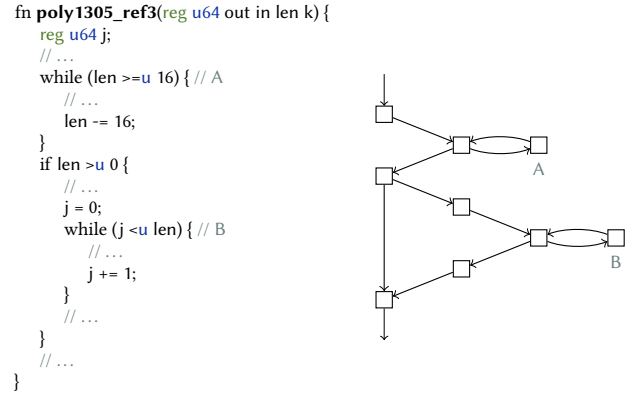 fn poly1305_ref3(reg u64 out in len k) {
reg u64 j;
// …
while (len >=u 16) { // A
// …
len -= 16;
}
if len >u 0 {
// …
j = 0;
while (j <u len) { // B
// …
j += 1;
}
// …
}
// …
}
A
B